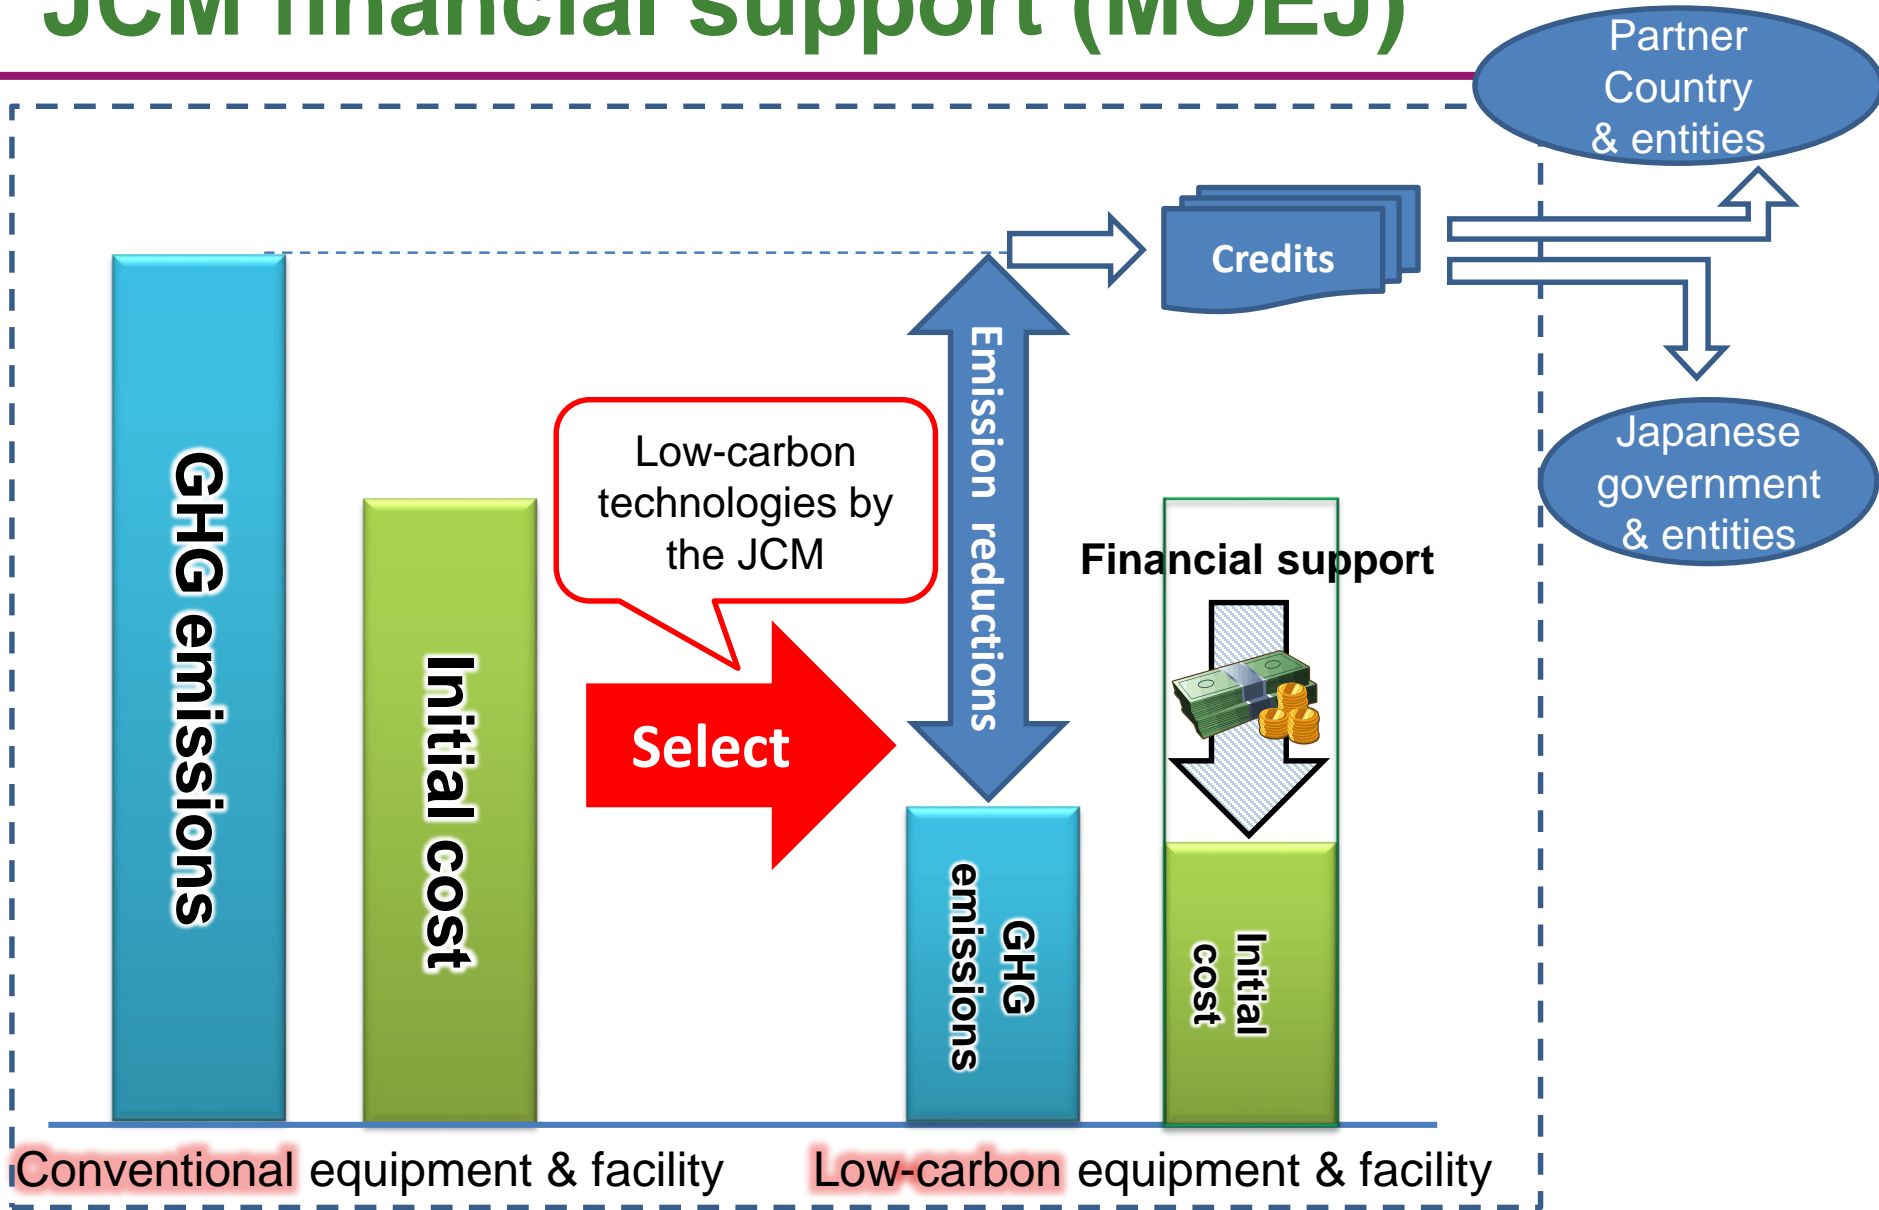 JCM financial support (MOEJ)
Partner
Country
& entities
Credits
Japanese
government
& entities
GHG emissions
Initial cost
Low-carbon
technologies by
the JCM
Select
Emission reductions
Financial support
GHG
emissions
Initial
cost
Conventional equipment & facility
Low-carbon equipment & facility